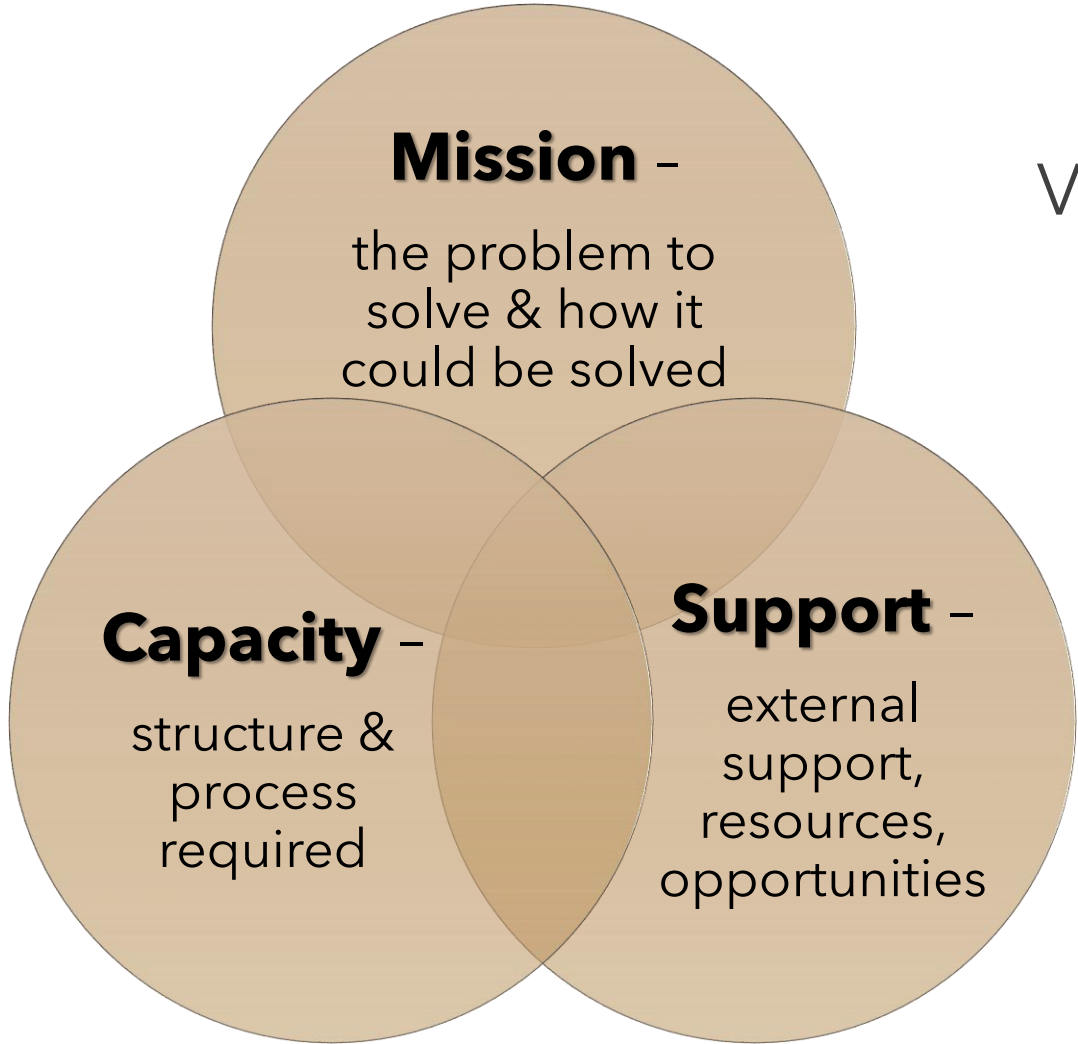 Mission –
the problem to
solve & how it
could be solved
V
Capacity –
structure &
process
required
Support –
external
support,
resources,
opportunities